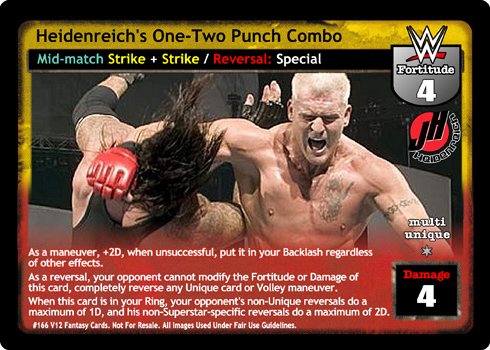 Heidenreich's One-Two Punch Combo
Mid-match Strike + Strike / Reversal: Special
Fortitude
4
JH
HEIDENREICH
multi
unique
*
As a maneuver, +2D, when unsuccessful, put it in your Backlash regardless
of other effects.
As a reversal, your opponent cannot modify the Fortitude or Damage of
this card, completely reverse any Unique card or Volley maneuver.
When this card is in your Ring, your opponent's non-Unique reversals do a
maximum of 1D, and his non-Superstar-specific reversals do a maximum of 2D.
Damage
4
#166 V12 Fantasy Cards. Not For Resale. All Images Used Under Fair Use Guidelines.